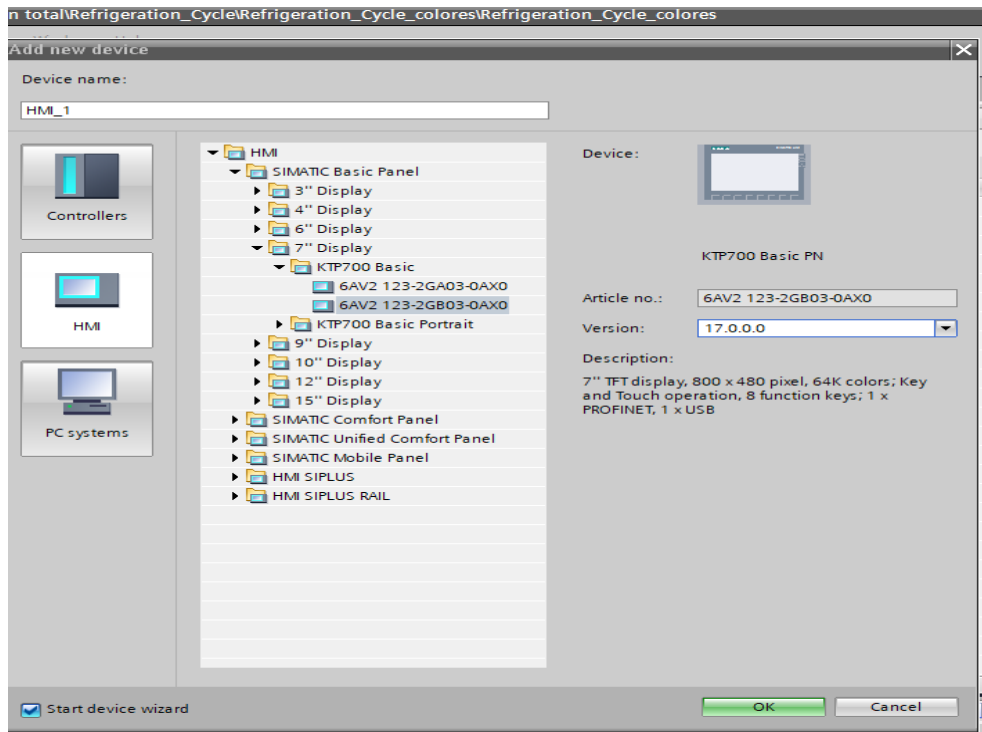 n total\Refrigeration_Cycle\Refrigeration_Cycle_colores\Refrigeration_Cycle_colores
Add new device
Device name:
HMI_1
Controllers
HMI
PC systems
HMI
SIMATIC Basic Panel
3" Display
4" Display
6" Display
7" Display
KTP700 Basic
6AV2 123-2GA03-0AX0
6AV2 123-2GB03-0AX0
KTP700 Basic Portrait
9" Display
10" Display
12" Display
15" Display
SIMATIC Comfort Panel
SIMATIC Unified Comfort Panel
SIMATIC Mobile Panel
HMI SIPLUS
HMI SIPLUS RAIL
Device:
KTP700 Basic PN
Article no.: 6AV2 123-2GB03-0AX0
Version: 17.0.0.0
Description:
7" TFT display, 800 x 480 pixel, 64K colors; Key
and Touch operation, 8 function keys; 1 x
PROFINET, 1 x USB
Start device wizard
OK Cancel